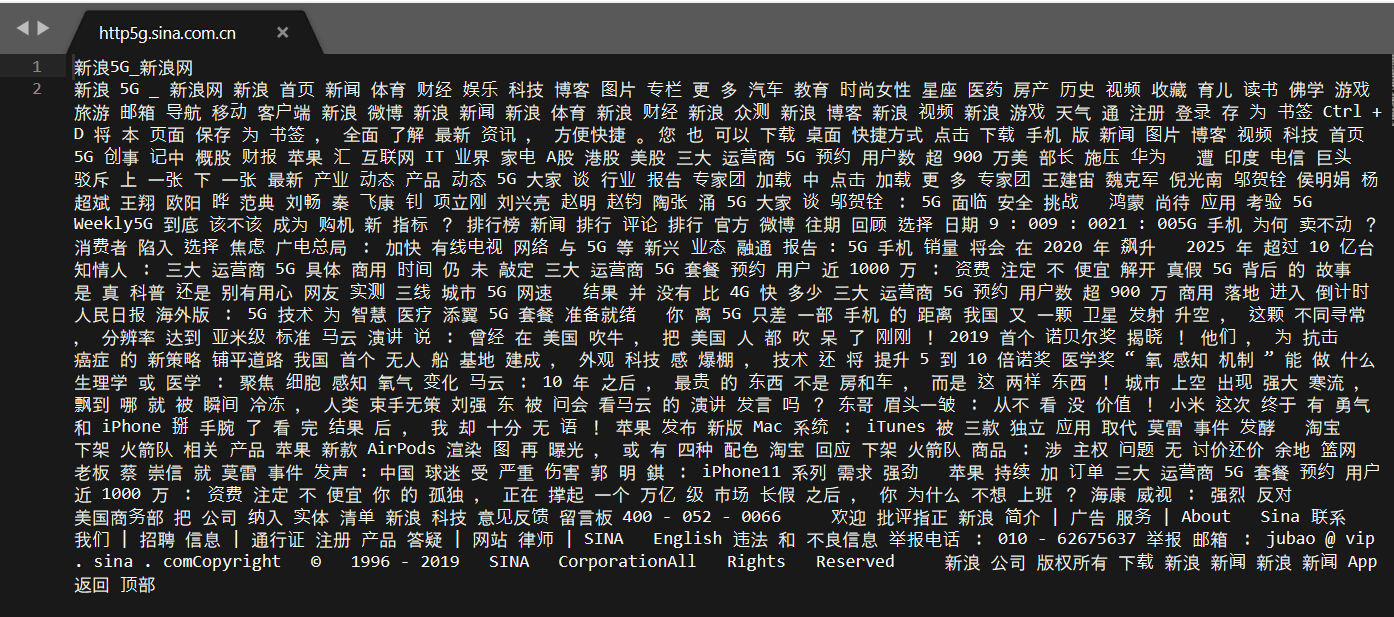 http5g.sina.com.cn
1 新浪5G_新浪网
2 新浪 5G _ 新浪网 新浪 首页 新闻 体育 财经 娱乐 科技 博客 图片 专栏 更 多 汽车 教育 时尚女性 星座 医药 房产 历史 视频 收藏 育儿 读书 佛学 游戏
旅游 邮箱 导航 移动 客户端 新浪 微博 新浪 新闻 新浪 体育 新浪 财经 新浪 众测 新浪 博客 新浪 视频 新浪 游戏 天气 通 注册 登录 存 为 书签 Ctrl +
D 将 本 页面 保存 为 书签 , 全面 了解 最新 资讯 , 方便快捷 。 您 也 可以 下载 桌面 快捷方式 点击 下载 手机 版 新闻 图片 博客 视频 科技 首页
5G 创事 记中 概股 财报 苹果 汇 互联网 IT 业界 家电 A股 港股 美股 三大 运营商 5G 预约 用户数 超 900 万美 部长 施压 华为 遭 印度 电信 巨头
驳斥 上 一张 下 一张 最新 产业 动态 产品 动态 5G 大家 谈 行业 报告 专家团 加载 中 点击 加载 更 多 专家团 王建宙 魏克军 倪光南 邬贺铨 侯明娟 杨
超斌 王翔 欧阳 晔 范典 刘畅 秦 飞康 钊 项立刚 刘兴亮 赵明 赵钧 陶张 涌 5G 大家 谈 邬贺铨 : 5G 面临 安全 挑战 鸿蒙 尚待 应用 考验 5G
Weekly5G 到底 该不该 成为 购机 新 指标 ? 排行榜 新闻 排行 评论 排行 官方 微博 往期 回顾 选择 日期 9 : 009 : 0021 : 005G 手机 为何 卖不动 ?
消费者 陷入 选择 焦虑 广电总局 : 加快 有线电视 网络 与 5G 等 新兴 业态 融通 报告 : 5G 手机 销量 将会 在 2020 年 飙升 2025 年 超过 10 亿台
知情人 : 三大 运营商 5G 具体 商用 时间 仍 未 敲定 三大 运营商 5G 套餐 预约 用户 近 1000 万 : 资费 注定 不 便宜 解开 真假 5G 背后 的 故事
是 真 科普 还是 别有用心 网友 实测 三线 城市 5G 网速 结果 并 没有 比 4G 快 多少 三大 运营商 5G 预约 用户数 超 900 万 商用 落地 进入 倒计时
人民日报 海外版 : 5G 技术 为 智慧 医疗 添翼 5G 套餐 准备就绪 你 离 5G 只差 一部 手机 的 距离 我国 又 一颗 卫星 发射 升空 , 这颗 不同寻常
, 分辨率 达到 亚米级 标准 马云 演讲 说 : 曾经 在 美国 吹牛 , 把 美国 人 都 吹 呆 了 刚刚 ! 2019 首个 诺贝尔奖 揭晓 ! 他们 , 为 抗击
癌症 的 新策略 铺平道路 我国 首个 无人 船 基地 建成 , 外观 科技 感 爆棚 , 技术 还 将 提升 5 到 10 倍诺奖 医学奖 “ 氧 感知 机制 ” 能 做 什么
生理学 或 医学 : 聚焦 细胞 感知 氧气 变化 马云 : 10 年 之后 , 最贵 的 东西 不是 房和车 , 而是 这 两样 东西 ! 城市 上空 出现 强大 寒流 ,
飘到 哪 就 被 瞬间 冷冻 , 人类 束手无策 刘强 东 被 问会 看马云 的 演讲 发言 吗 ? 东哥 眉头一皱 : 从不 看 没 价值 ! 小米 这次 终于 有 勇气
和 iPhone 掰 手腕 了 看 完 结果 后 , 我 却 十分 无 语 ! 苹果 发布 新版 Mac 系统 : iTunes 被 三款 独立 应用 取代 莫雷 事件 发酵 淘宝
下架 火箭队 相关 产品 苹果 新款 AirPods 渲染 图 再 曝光 , 或 有 四种 配色 淘宝 回应 下架 火箭队 商品 : 涉 主权 问题 无 讨价还价 余地 篮网
老板 蔡 崇信 就 莫雷 事件 发声 : 中国 球迷 受 严重 伤害 郭 明 錤 : iPhone11 系列 需求 强劲 苹果 持续 加 订单 三大 运营商 5G 套餐 预约 用户
近 1000 万 : 资费 注定 不 便宜 你 的 孤独 , 正在 撑起 一个 万亿 级 市场 长假 之后 , 你 为什么 不想 上班 ? 海康 威视 : 强烈 反对
美国商务部 把 公司 纳入 实体 清单 新浪 科技 意见反馈 留言板 400 - 052 - 0066 欢迎 批评指正 新浪 简介 | 广告 服务 | About Sina 联系
我们 | 招聘 信息 | 通行证 注册 产品 答疑 | 网站 律师 | SINA English 违法 和 不良信息 举报电话 : 010 - 62675637 举报 邮箱 : jubao @ vip
. sina . comCopyright © 1996 - 2019 SINA CorporationAll Rights Reserved 新浪 公司 版权所有 下载 新浪 新闻 新浪 新闻 App
返回 顶部